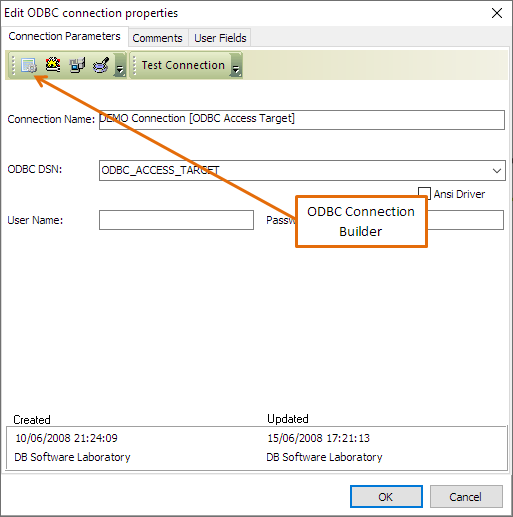 Edit ODBC connection properties
Connection Parameters Comments User Fields
Test Connection
Connection Name: DEMO Connection [ODBC Access Target]
ODBC DSN: ODBC_ACCESS_TARGET
Ansi Driver
User Name: Passw
ODBC Connection
Builder
Created Updated
10/06/2008 21:24:09 15/06/2008 17:21:13
DB Software Laboratory DB Software Laboratory
OK Cancel